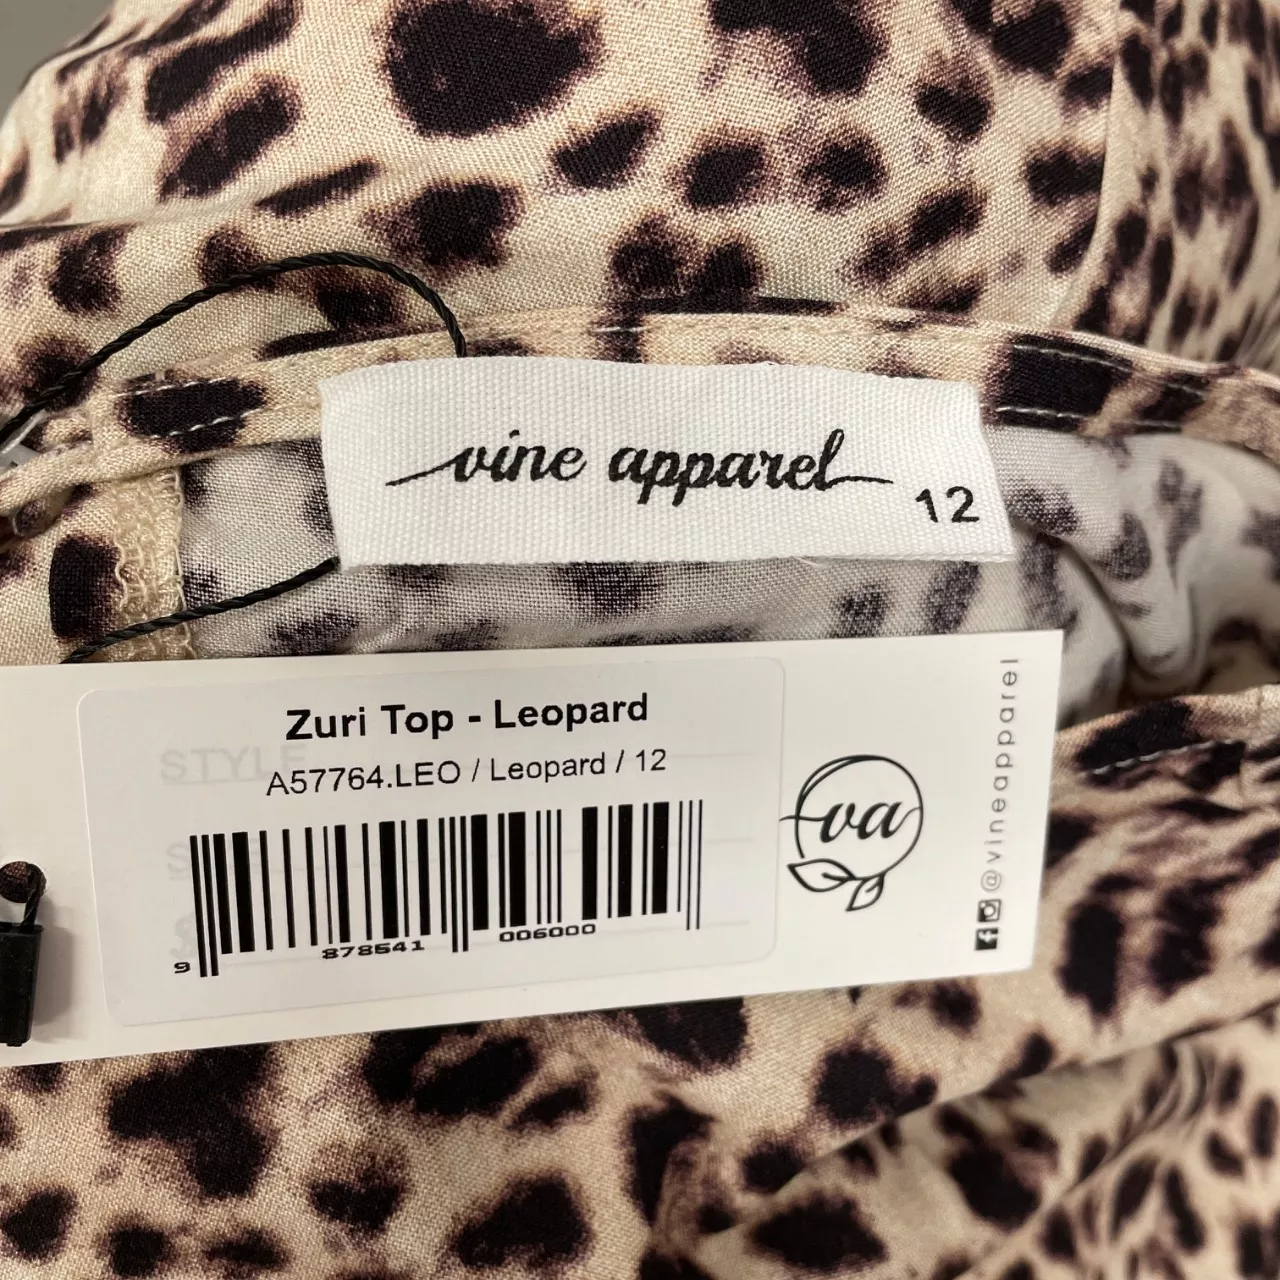 vine apparel
12
Zuri Top - Leopard
STYLE
A57764.LEO / Leopard / 12
9 878541 006000
va
@vineapparel